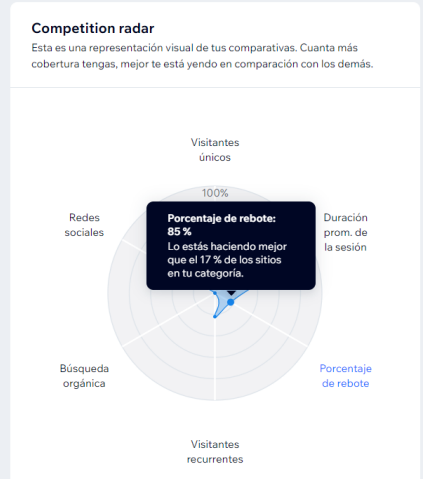 Competition radar
Esta es una representación visual de tus comparativas. Cuanta más
cobertura tengas, mejor te está yendo en comparación con los demás.
Visitantes
únicos
100%
Redes
sociales
Porcentaje de rebote:
85 %
Lo estás haciendo mejor
que el 17 % de los sitios
en tu categoría.
Duración
prom. de
la sesión
Búsqueda
orgánica
Porcentaje
de rebote
Visitantes
recurrentes